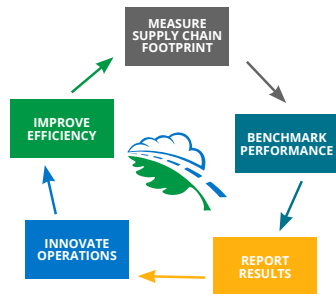 MEASURE
SUPPLY CHAIN
FOOTPRINT
BENCHMARK
PERFORMANCE
REPORT
RESULTS
INNOVATE
OPERATIONS
IMPROVE
EFFICIENCY